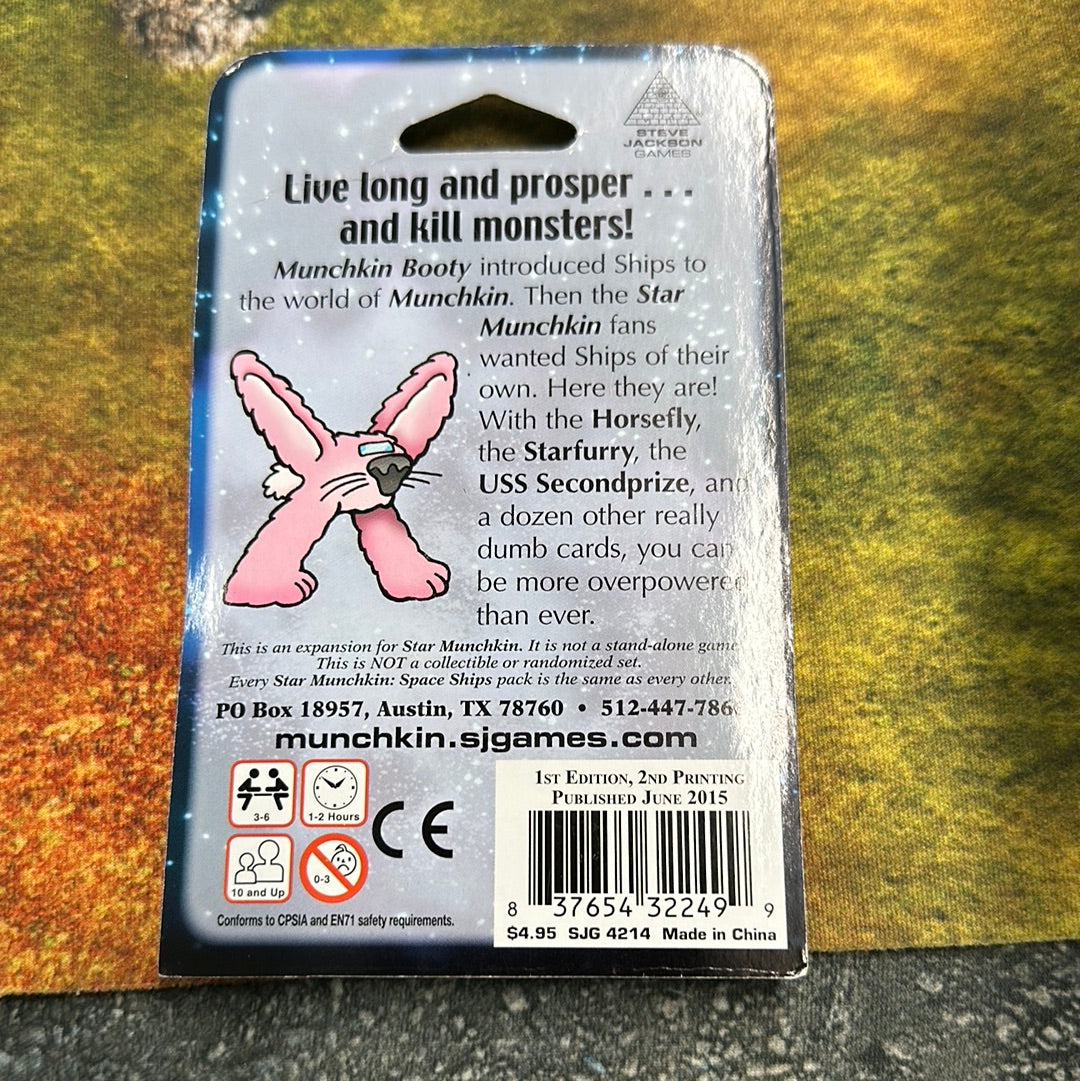 STEVE
JACKSON
GAMES
Live long and prosper . . .
and kill monsters!
Munchkin Booty introduced Ships to
the world of Munchkin. Then the Star
Munchkin fans
wanted Ships of their
own. Here they are!
With the Horsefly,
the Starfurry, the
USS Secondprize, and
a dozen other really
dumb cards, you can
be more overpowered
than ever.
This is an expansion for Star Munchkin. It is not a stand-alone game.
This is NOT a collectible or randomized set.
Every Star Munchkin: Space Ships pack is the same as every other.
PO Box 18957, Austin, TX 78760 • 512-447-786
munchkin.sjgames.com
3-6
1-2 Hours
CE
10 and Up
0-3
Conforms to CPSIA and EN71 safety requirements.
1st Edition, 2nd Printing
Published June 2015
8 37654 32249 9
$4.95 SJG 4214 Made in China